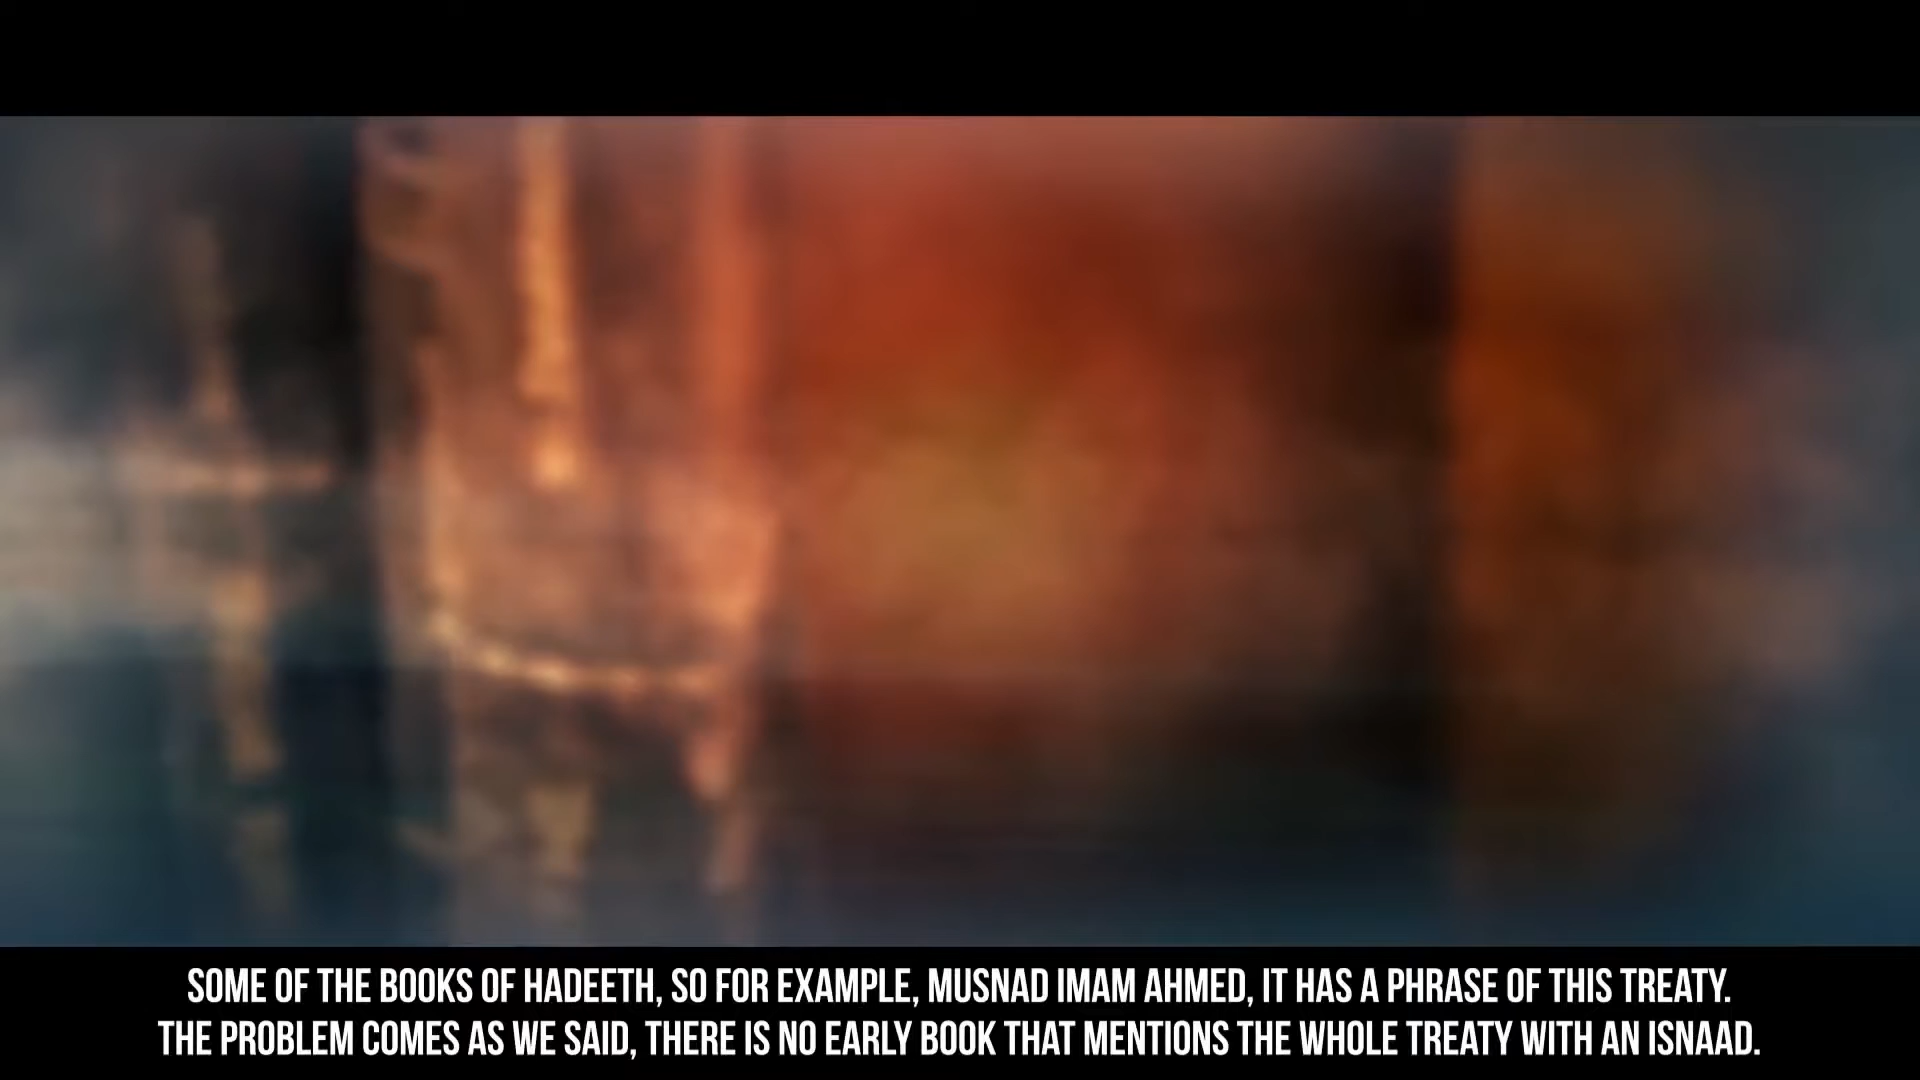 SOME OF THE BOOKS OF HADEETH, SO FOR EXAMPLE, MUSNAD IMAM AHMED, IT HAS A PHRASE OF THIS TREATY.
THE PROBLEM COMES AS WE SAID, THERE IS NO EARLY BOOK THAT MENTIONS THE WHOLE TREATY WITH AN ISNAAD.